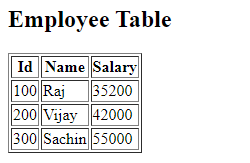 Employee Table
Id Name Salary
100 Raj 35200
200 Vijay 42000
300 Sachin 55000